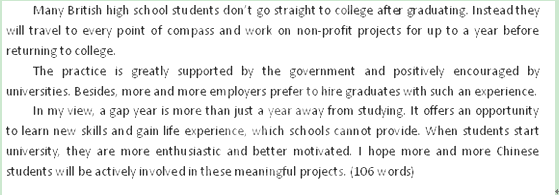 Many British high school students don't go straight to college after graduating. Instead they
will travel to every point of compass and work on non-profit projects for up to a year before
returning to college.
The practice is greatly supported by the government and positively encouraged by
universities. Besides, more and more employers prefer to hire graduates with such an experience.
In my view, a gap year is more than just a year away from studying. It offers an opportunity
to learn new skills and gain life experience, which schools cannot provide. When students start
university, they are more enthusiastic and better motivated. I hope more and more Chinese
students will be actively involved in these meaningful projects. (106 words)